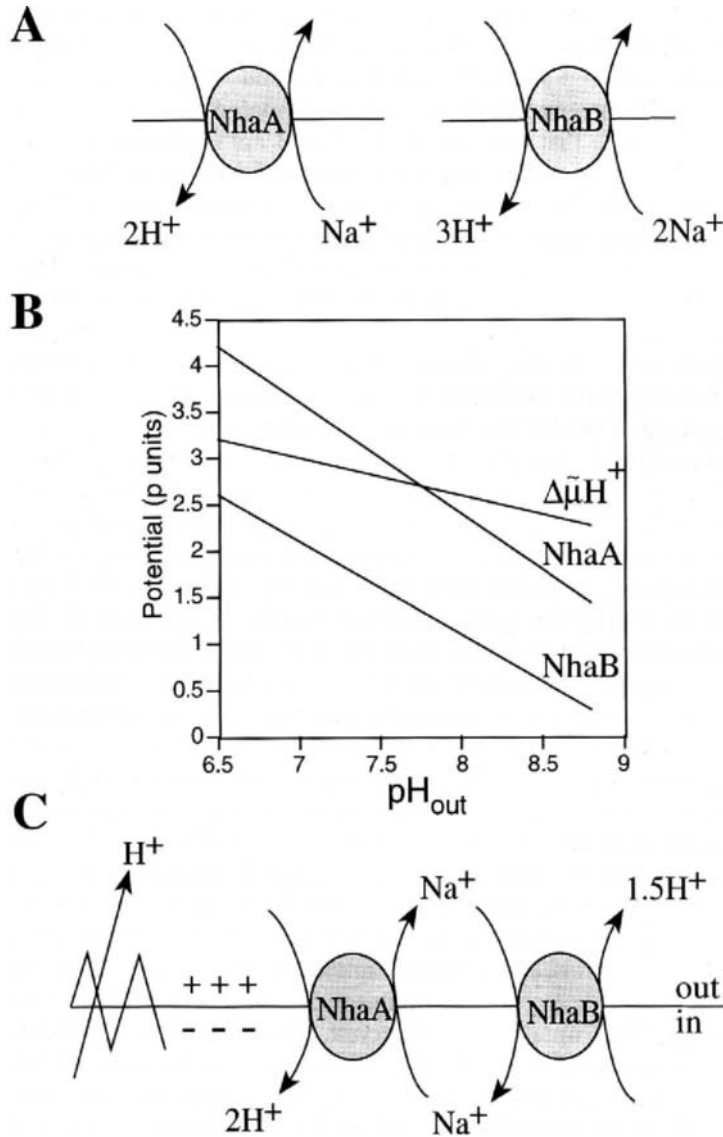 A
NhaA
NhaB
2H⁺
Na⁺
3H⁺
2Na⁺
B
4.5
4
3.5
3
2.5
2
1.5
1
0.5
0
Potential (p units)
Δμ̃H⁺
NhaA
NhaB
6.5 7 7.5 8 8.5 9
pHout
C
H⁺
Na⁺
1.5H⁺
+ + +
NhaA
NhaB
out
- - -
in
2H⁺
Na⁺